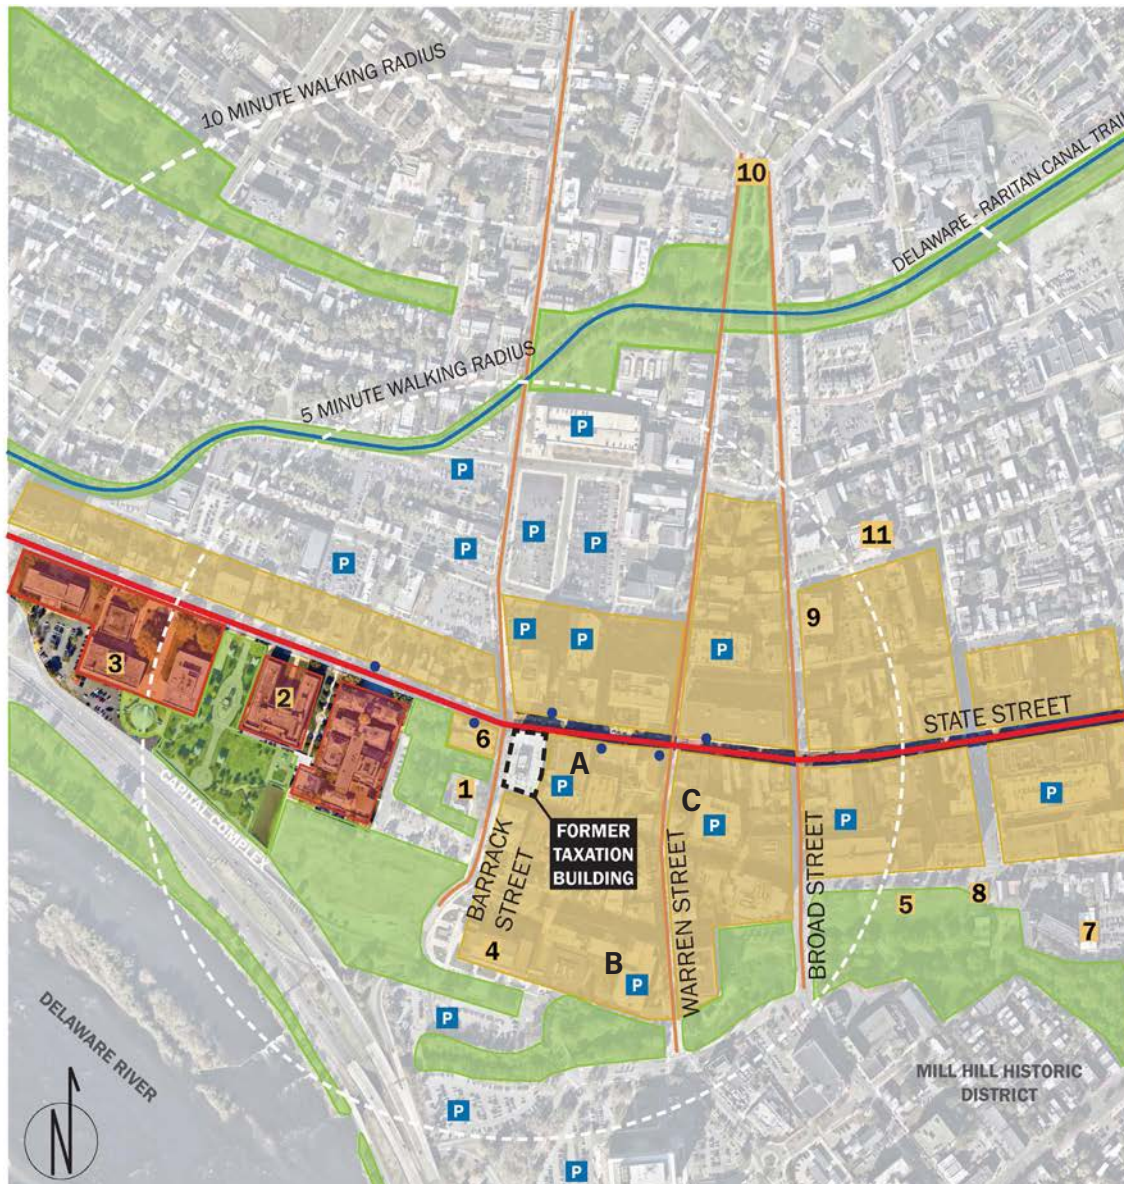 10 MINUTE WALKING RADIUS
10
DELAWARE - RARITAN CANAL TRAIL
5 MINUTE WALKING RADIUS
P
P
P
P
P
P
11
P
P
P
9
3
2
STATE STREET
6
A
1
P
P
C
P
P
CAPITAL COMPLEX
FORMER
TAXATION
BUILDING
BARRACK
STREET
WARREN STREET
BROAD STREET
5
8
7
4
B
P
P
DELAWARE RIVER
MILL HILL HISTORIC
DISTRICT
P
P
N